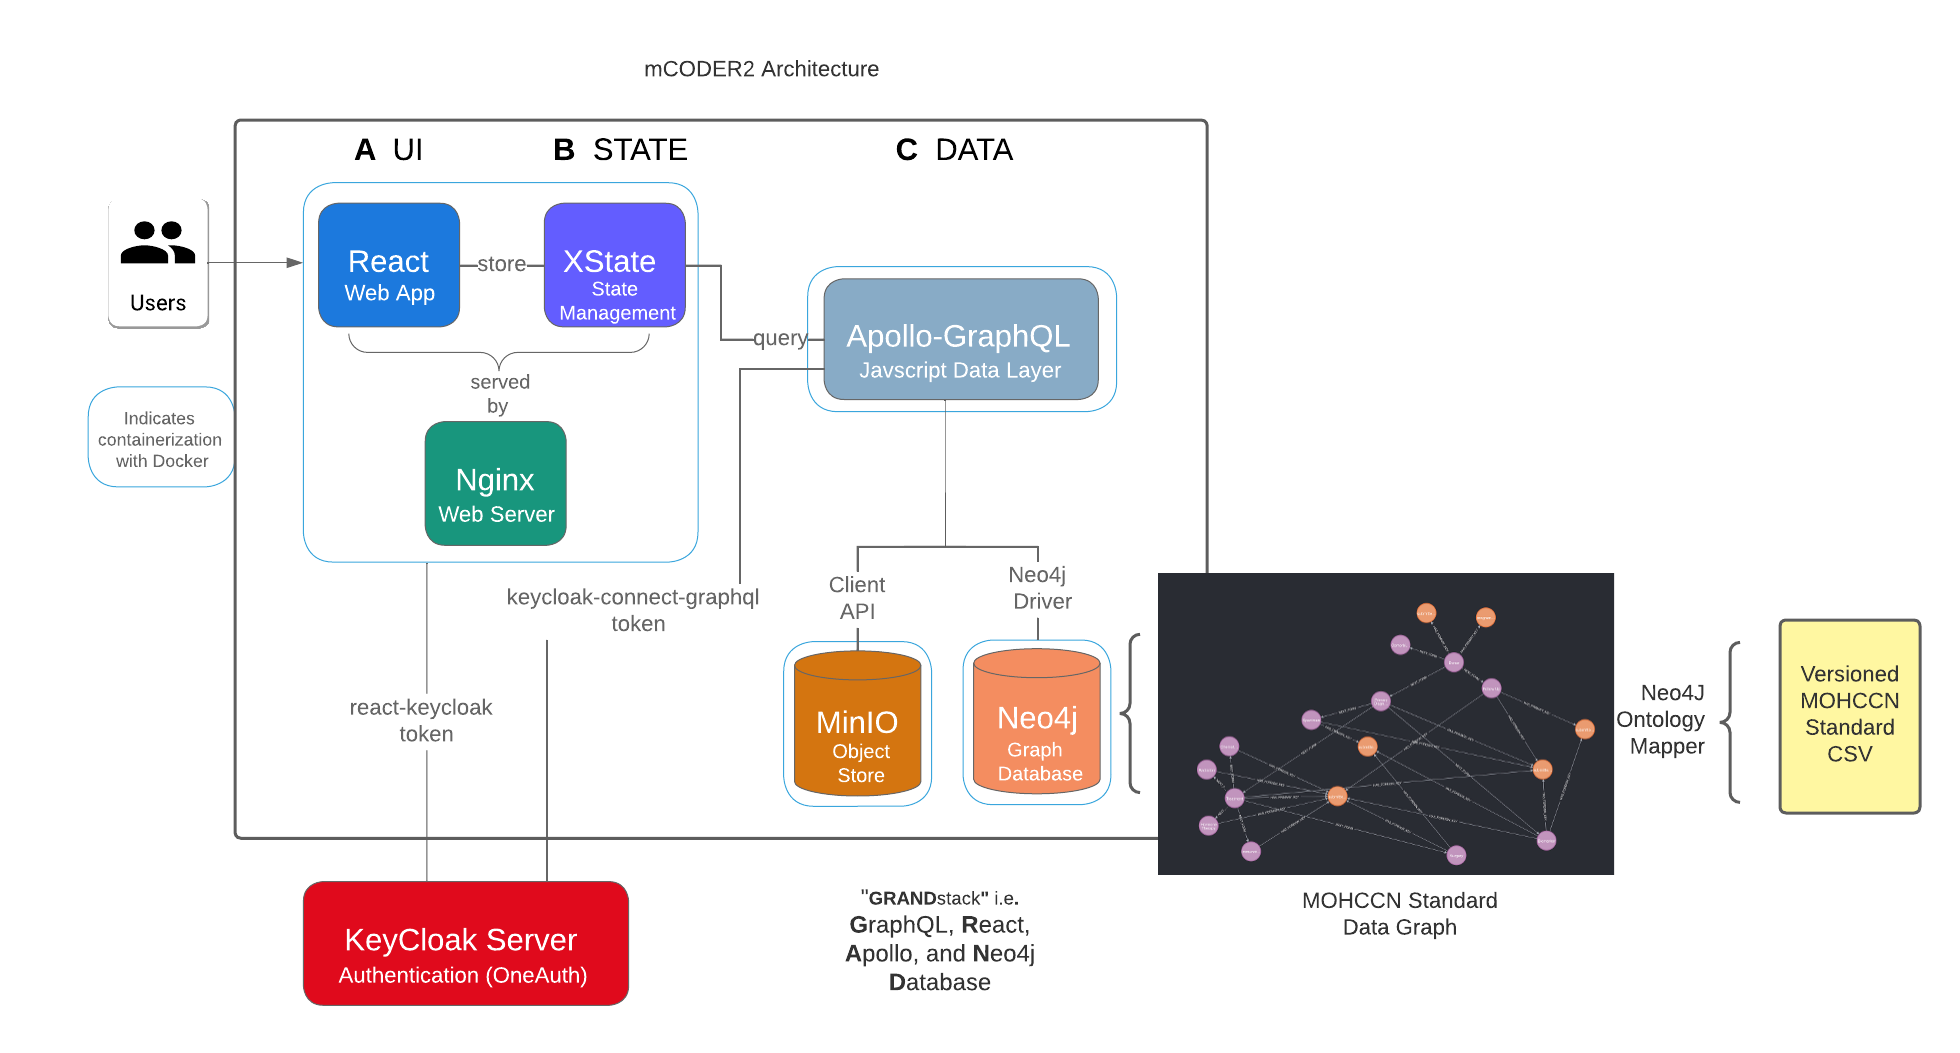 mCODER2 Architecture
A UI
B STATE
C DATA
Users
React
Web App
store
XState
State
Management
query
Apollo-GraphQL
Javscript Data Layer
served
by
Nginx
Web Server
Indicates
containerization
with Docker
keycloak-connect-graphql
token
react-keycloak
token
Client
API
Neo4j
Driver
MinIO
Object
Store
Neo4j
Graph
Database
Neo4J
Ontology
Mapper
Versioned
MOHCCN
Standard
CSV
KeyCloak Server
Authentication (OneAuth)
"GRANDstack" i.e.
GraphQL, React,
Apollo, and Neo4j
Database
MOHCCN Standard
Data Graph